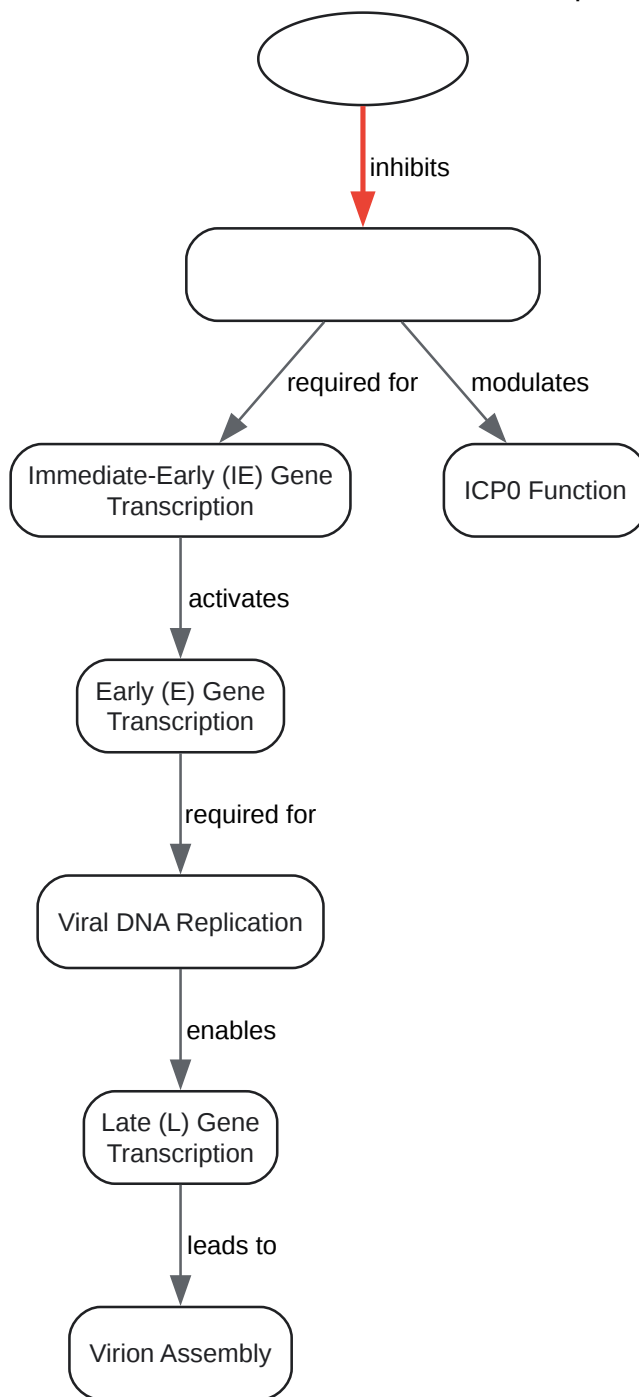 inhibits
required for
modulates
Immediate-Early (IE) Gene
Transcription
ICP0 Function
activates
Early (E) Gene
Transcription
required for
Viral DNA Replication
enables
Late (L) Gene
Transcription
leads to
Virion Assembly